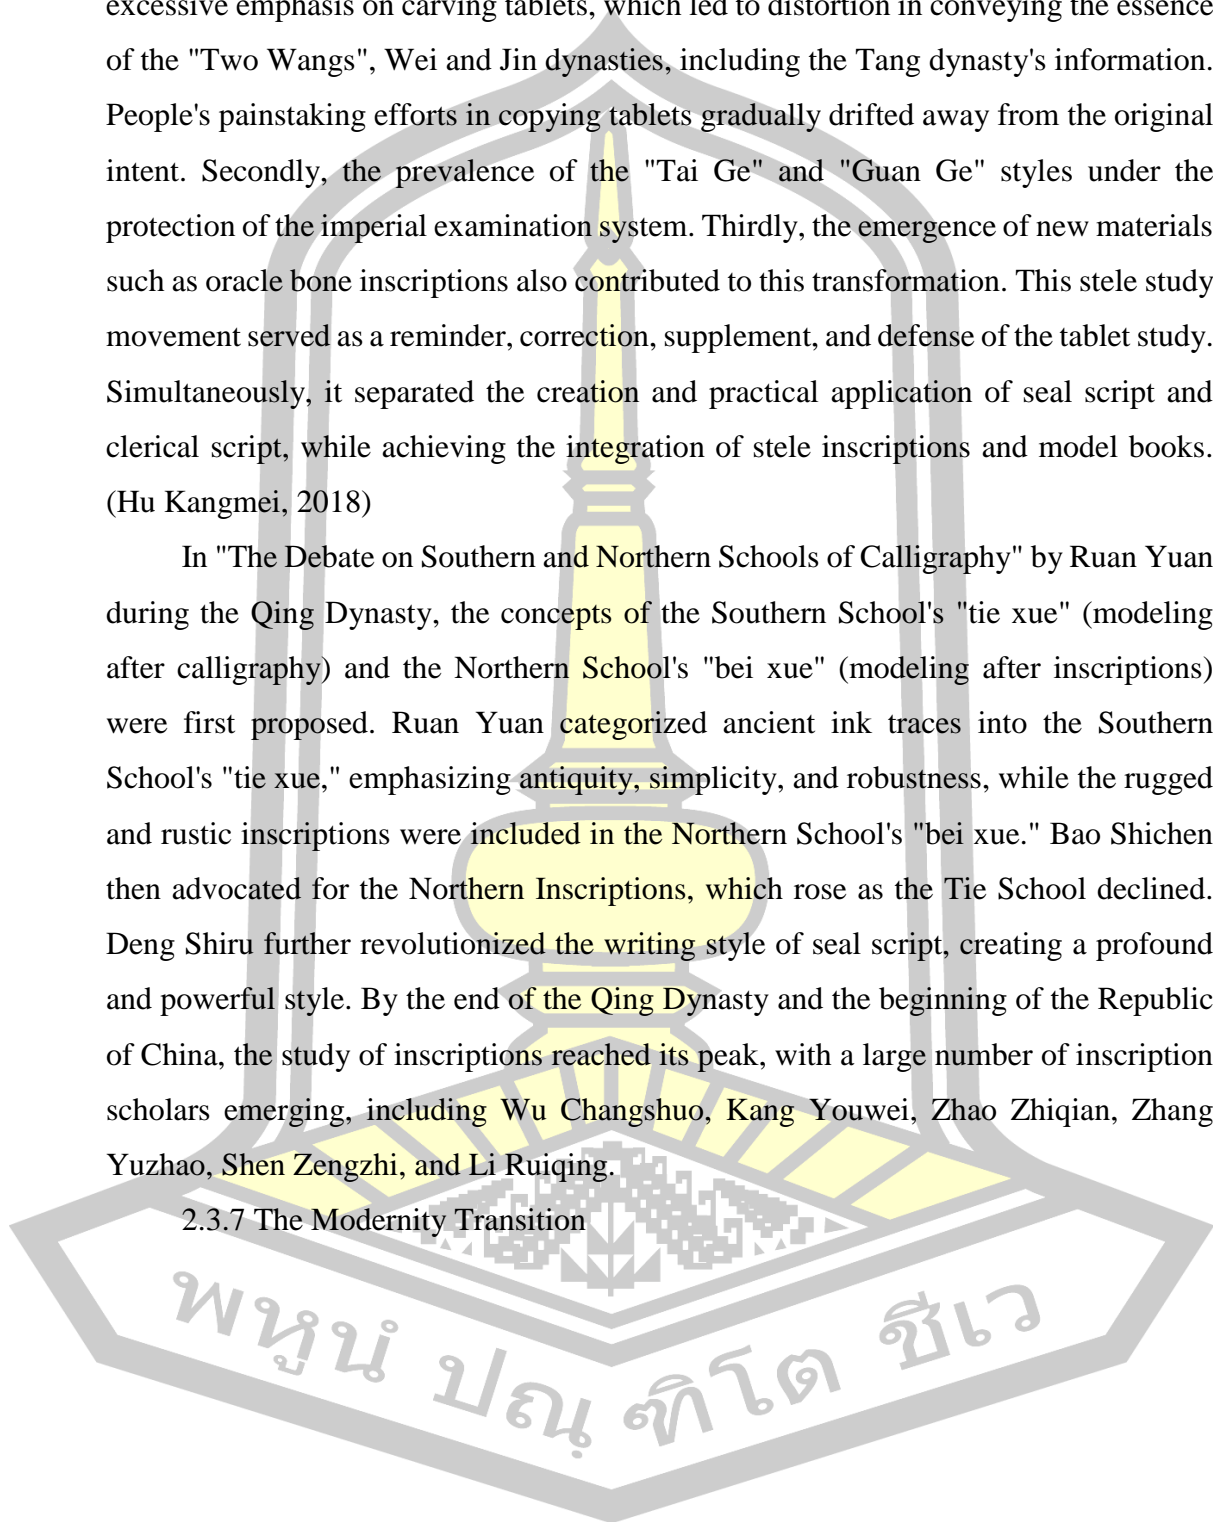 excessive emphasis on carving tablets, which led to distortion in conveying the essence
of the "Two Wangs", Wei and Jin dynasties, including the Tang dynasty's information.
People's painstaking efforts in copying tablets gradually drifted away from the original
intent. Secondly, the prevalence of the "Tai Ge" and "Guan Ge" styles under the
protection of the imperial examination system. Thirdly, the emergence of new materials
such as oracle bone inscriptions also contributed to this transformation. This stele study
movement served as a reminder, correction, supplement, and defense of the tablet study.
Simultaneously, it separated the creation and practical application of seal script and
clerical script, while achieving the integration of stele inscriptions and model books.
(Hu Kangmei, 2018)
In "The Debate on Southern and Northern Schools of Calligraphy" by Ruan Yuan
during the Qing Dynasty, the concepts of the Southern School's "tie xue" (modeling
after calligraphy) and the Northern School's "bei xue" (modeling after inscriptions)
were first proposed. Ruan Yuan categorized ancient ink traces into the Southern
School's "tie xue," emphasizing antiquity, simplicity, and robustness, while the rugged
and rustic inscriptions were included in the Northern School's "bei xue." Bao Shichen
then advocated for the Northern Inscriptions, which rose as the Tie School declined.
Deng Shiru further revolutionized the writing style of seal script, creating a profound
and powerful style. By the end of the Qing Dynasty and the beginning of the Republic
of China, the study of inscriptions reached its peak, with a large number of inscription
scholars emerging, including Wu Changshuo, Kang Youwei, Zhao Zhiqian, Zhang
Yuzhao, Shen Zengzhi, and Li Ruiqing.
2.3.7 The Modernity Transition
พหูนํ ปณฺฑิโต ชีเว